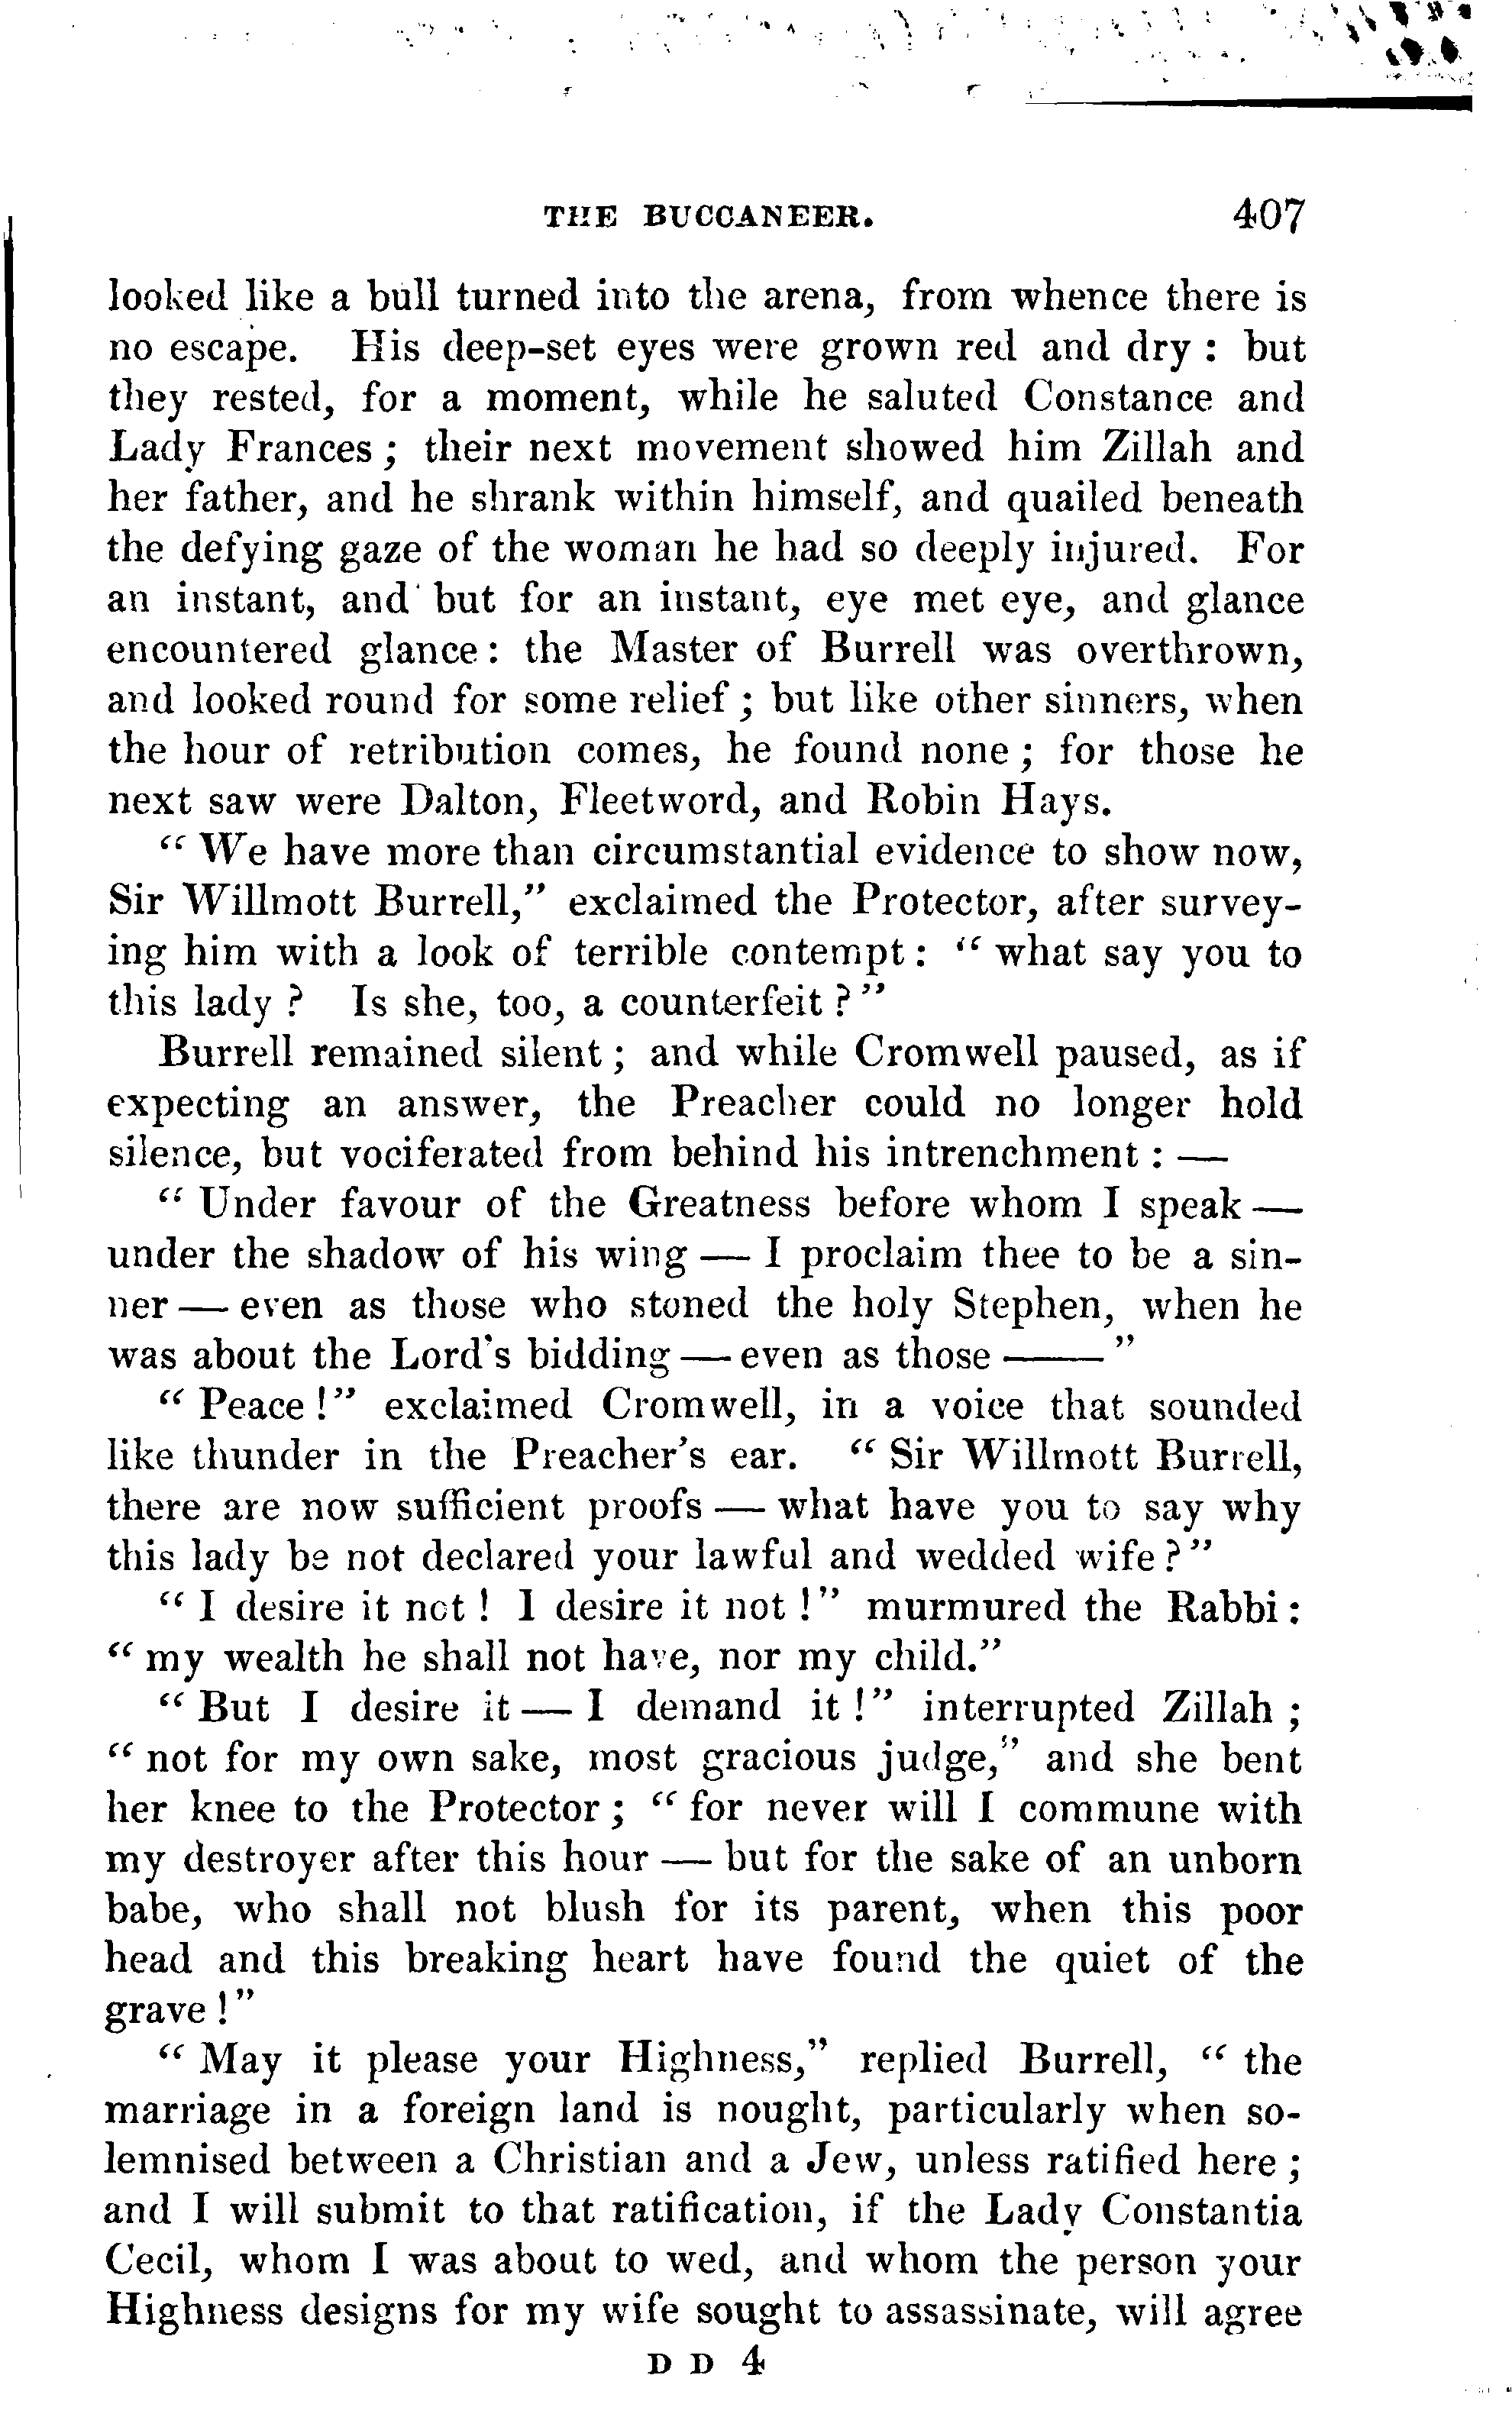 THE BUCCANEER. 407
looked like a bull turned into the arena, from whence there is
no escape. His deep-set eyes were grown red and dry : but
they rested, for a moment, while he saluted Constance and
Lady Frances ; their next movement showed him Zillah and
her father, and he shrank within himself, and quailed beneath
the defying gaze of the woman he had so deeply injured. For
an instant, and but for an instant, eye met eye, and glance
encountered glance : the Master of Burrell was overthrown,
and looked round for some relief ; but like other sinners, when
the hour of retribution comes, he found none ; for those he
next saw were Dalton, Fleetword, and Robin Hays.
“ We have more than circumstantial evidence to show now,
Sir Willmott Burrell,” exclaimed the Protector, after survey-
ing him with a look of terrible contempt : “ what say you to
this lady ? Is she, too, a counterfeit ? ”
Burrell remained silent ; and while Cromwell paused, as if
expecting an answer, the Preacher could no longer hold
silence, but vociferated from behind his intrenchment : —
“ Under favour of the Greatness before whom I speak —
under the shadow of his wing — I proclaim thee to be a sin-
ner — even as those who stoned the holy Stephen, when he
was about the Lord's bidding — even as those —— ”
“ Peace ! ” exclaimed Cromwell, in a voice that sounded
like thunder in the Preacher's ear. “ Sir Willmott Burrell,
there are now sufficient proofs — what have you to say why
this lady be not declared your lawful and wedded wife ? ”
“ I desire it not ! I desire it not ! ” murmured the Rabbi :
“ my wealth he shall not have, nor my child.”
“ But I desire it — I demand it ! ” interrupted Zillah ;
“ not for my own sake, most gracious judge,” and she bent
her knee to the Protector ; “ for never will I commune with
my destroyer after this hour — but for the sake of an unborn
babe, who shall not blush for its parent, when this poor
head and this breaking heart have found the quiet of the
grave ! ”
“ May it please your Highness,” replied Burrell, “ the
marriage in a foreign land is nought, particularly when so-
lemnised between a Christian and a Jew, unless ratified here ;
and I will submit to that ratification, if the Lady Constantia
Cecil, whom I was about to wed, and whom the person your
Highness designs for my wife sought to assassinate, will agree
D D 4